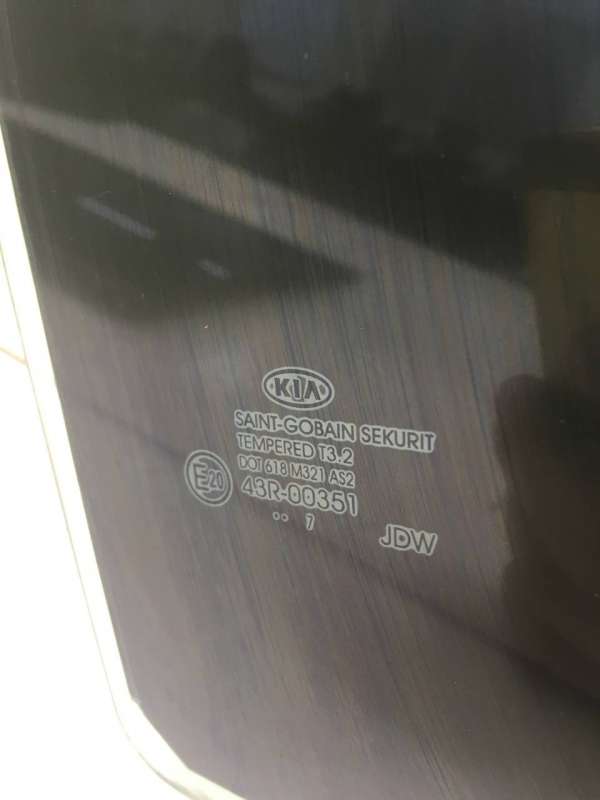 KIA
SAINT-GOBAIN SEKURIT
TEMPERED T3.2
DOT 618 M321 AS2
E20 43R-00351
.. 7
JDW